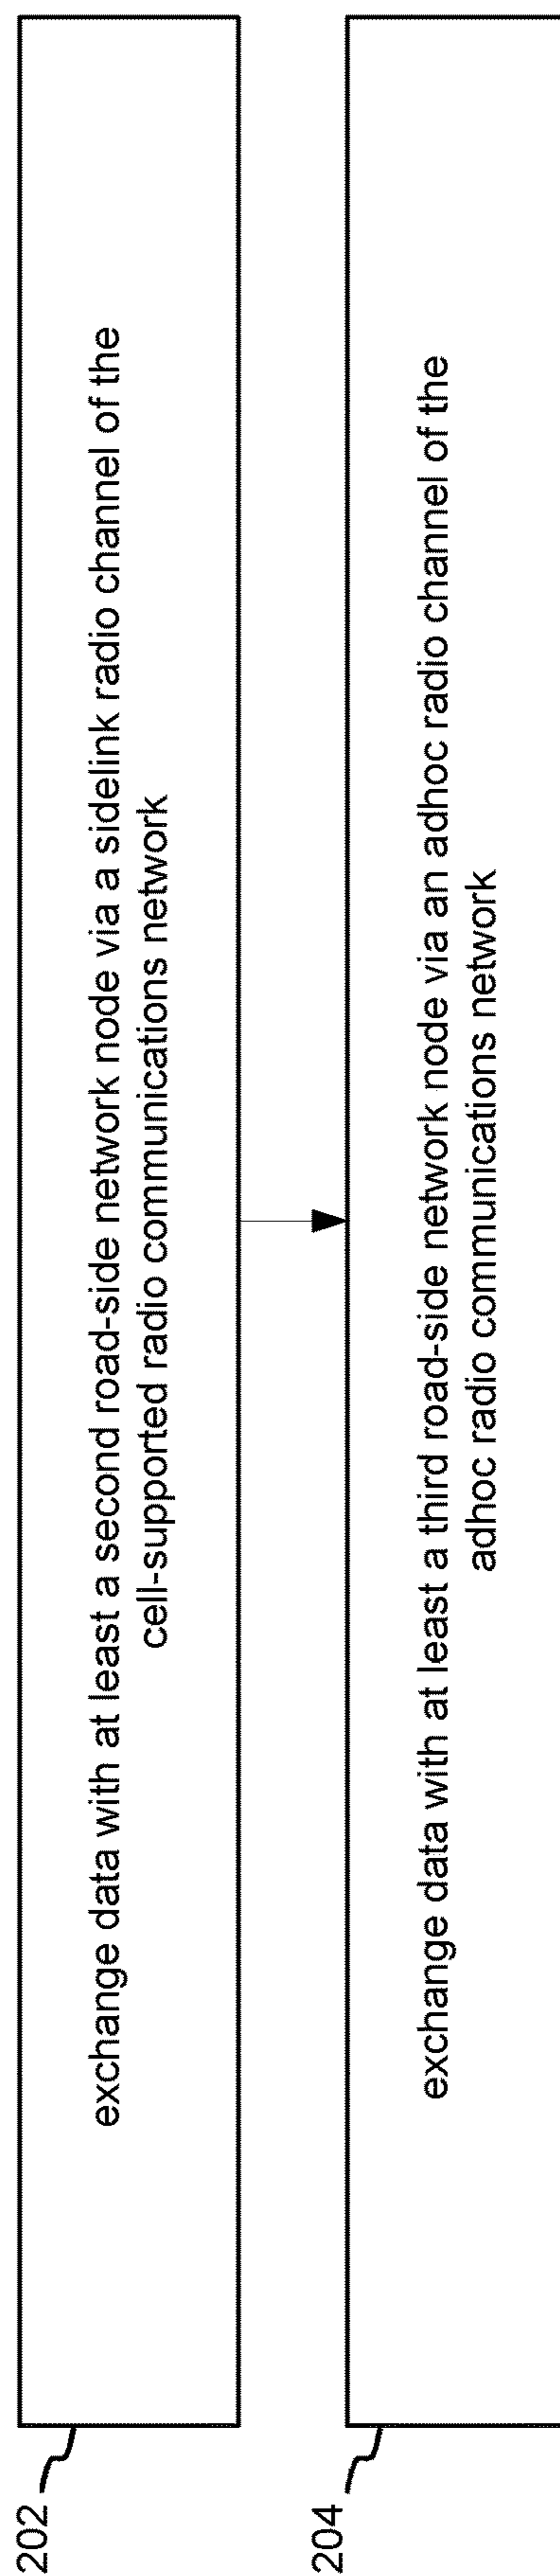 202
exchange data with at least a second road-side network node via a sidelink radio channel of the
cell-supported radio communications network
204
exchange data with at least a third road-side network node via an adhoc radio channel of the
adhoc radio communications network